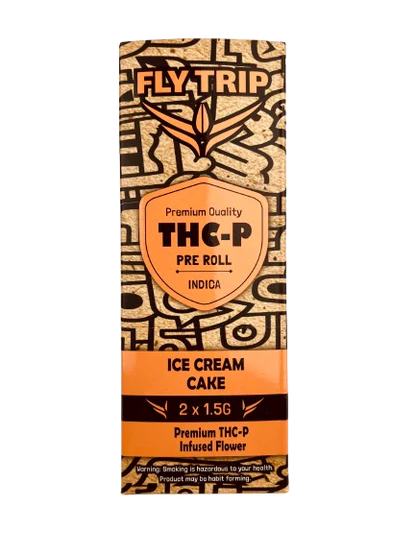 FLY TRIP
Premium Quality
THC-P
PRE ROLL
INDICA
ICE CREAM
CAKE
2 x 1.5G
Premium THC-P
Infused Flower
Warning: Smoking is hazardous to your health.
Product may be habit forming.